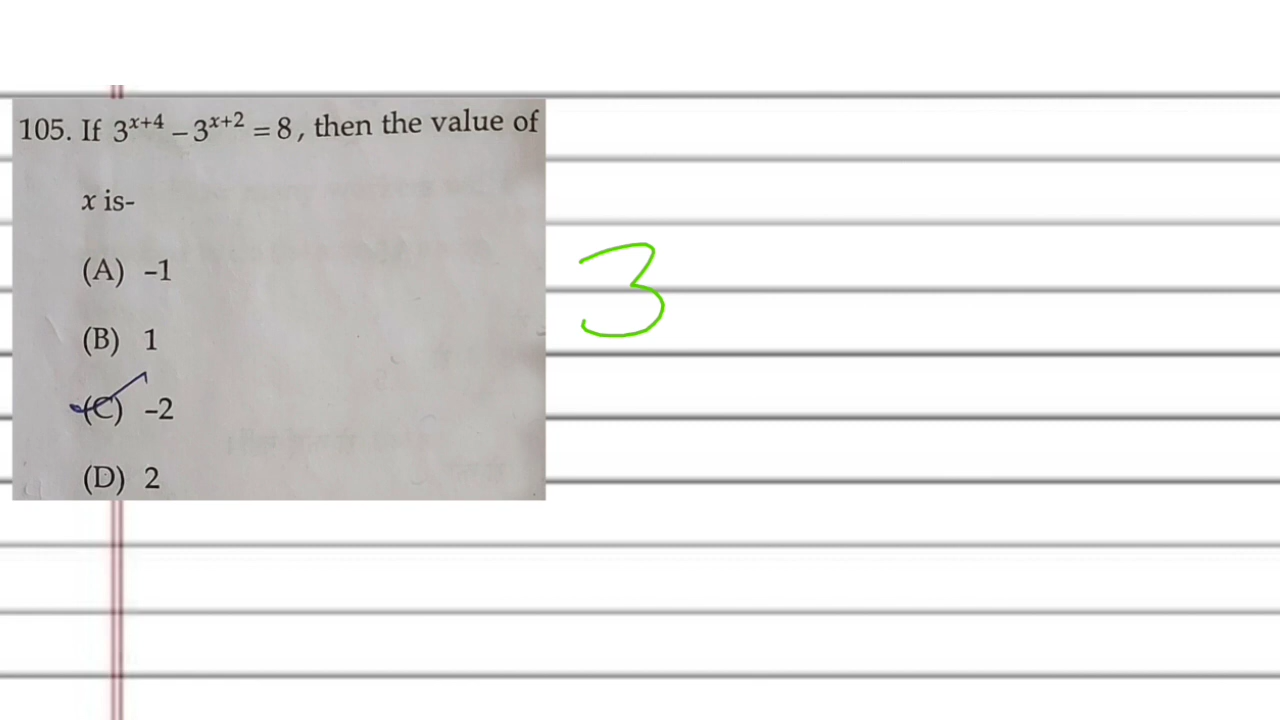 105. If 3^{x+4} – 3^{x+2} = 8, then the value of
x is-
(A) –1
(B) 1
(C) –2
(D) 2
3